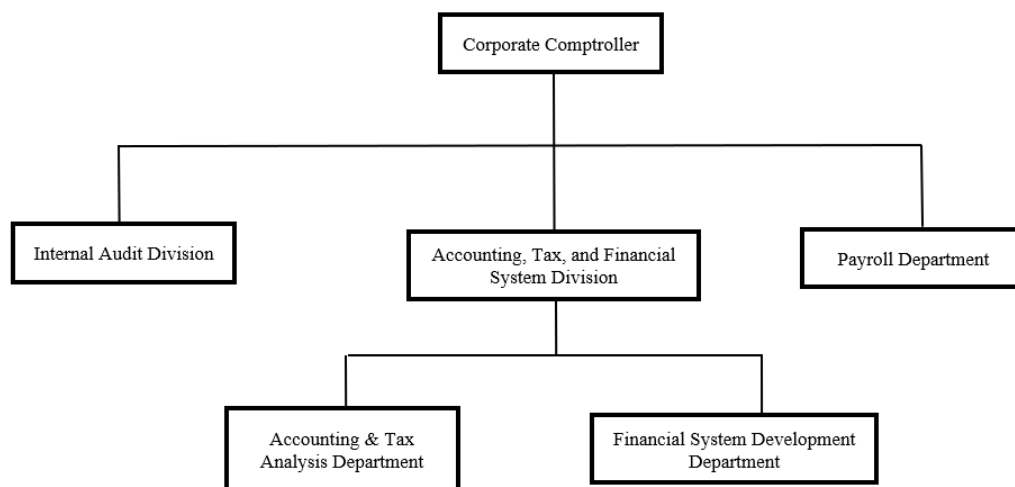 Corporate Comptroller
Internal Audit Division
Accounting, Tax, and Financial
System Division
Payroll Department
Accounting & Tax
Analysis Department
Financial System Development
Department